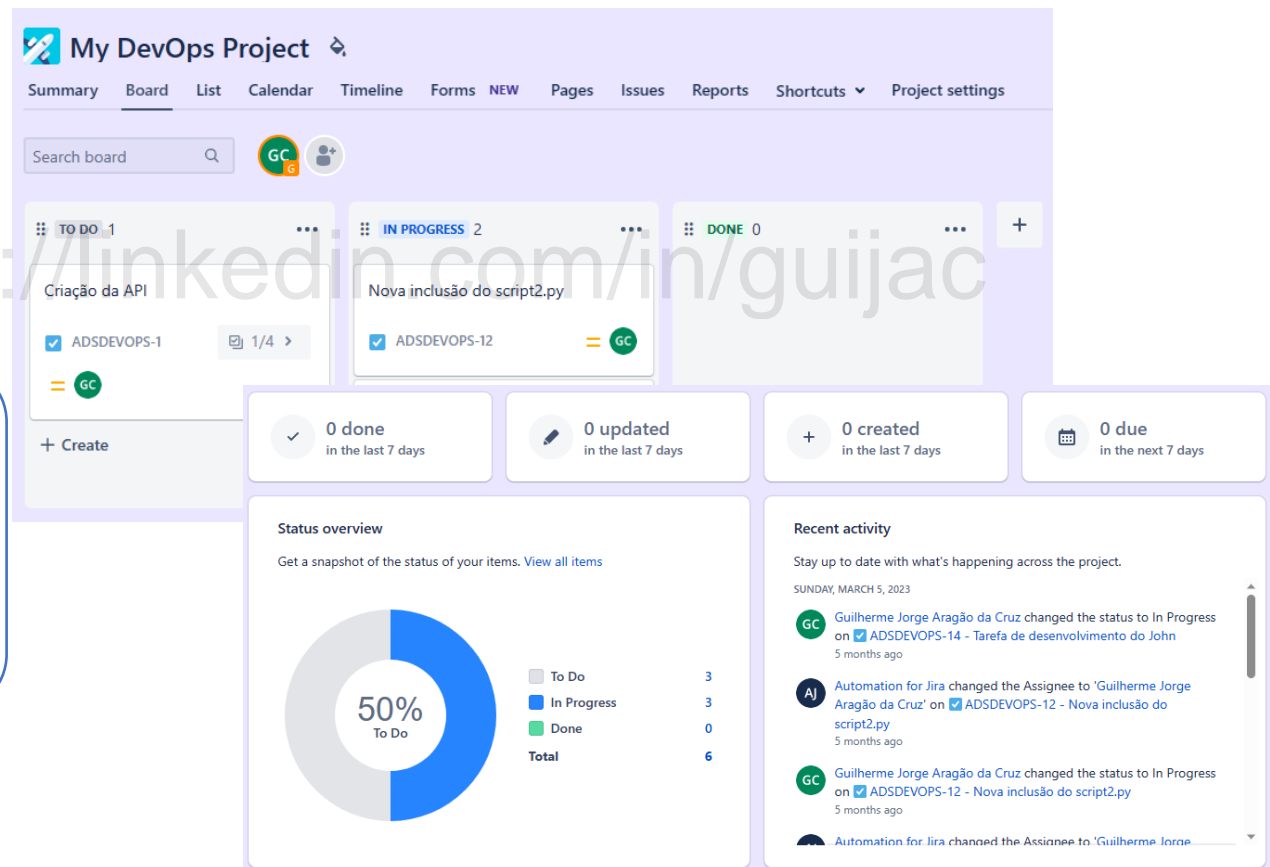 My DevOps Project
Summary Board List Calendar Timeline Forms NEW Pages Issues Reports Shortcuts Project settings
Search board
GC
G
TO DO 1
IN PROGRESS 2
DONE 0
://linkedin.com/in/guijac
Criação da API
ADSDEVOPS-1
1/4
GC
+ Create
Nova inclusão do script2.py
ADSDEVOPS-12
GC
0 done
in the last 7 days
0 updated
in the last 7 days
0 created
in the last 7 days
0 due
in the next 7 days
Status overview
Get a snapshot of the status of your items. View all items
50%
To Do
To Do 3
In Progress 3
Done 0
Total 6
Recent activity
Stay up to date with what's happening across the project.
SUNDAY, MARCH 5, 2023
GC
Guilherme Jorge Aragão da Cruz changed the status to In Progress
on ADSDEVOPS-14 - Tarefa de desenvolvimento do John
5 months ago
AJ
Automation for Jira changed the Assignee to 'Guilherme Jorge
Aragão da Cruz' on ADSDEVOPS-12 - Nova inclusão do
script2.py
5 months ago
GC
Guilherme Jorge Aragão da Cruz changed the status to In Progress
on ADSDEVOPS-12 - Nova inclusão do script2.py
5 months ago
Automation for Jira changed the Assignee to 'Guilherme Jorge